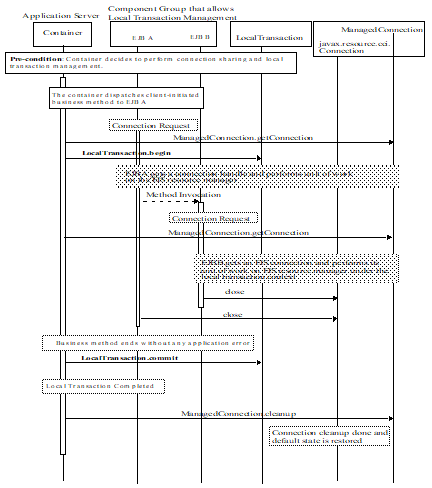 Application Server
Component Group that allows
Local Transaction Management
Container
EJB A
EJB B
LocalTransaction
ManagedConnection
javax.resource.cci.
Connection
Pre-condition: Container decides to perform connection sharing and local
transaction management.
The container dispatches client-initiated
business method to EJB A
Connection Request
ManagedConnection.getConnection
LocalTransaction.begin
EJB A gets a connection handle and performs unit of work
on the EIS resource manager
Method Invocation
Connection Request
ManagedConnection.getConnection
EJB B gets an EIS connection and performs its
unit of work on EIS resource manager under the
local transaction context
close
close
Business method ends without any application error
LocalTransaction.commit
Local Transaction Completed
ManagedConnection.cleanup
Connection cleanup done and
default state is restored